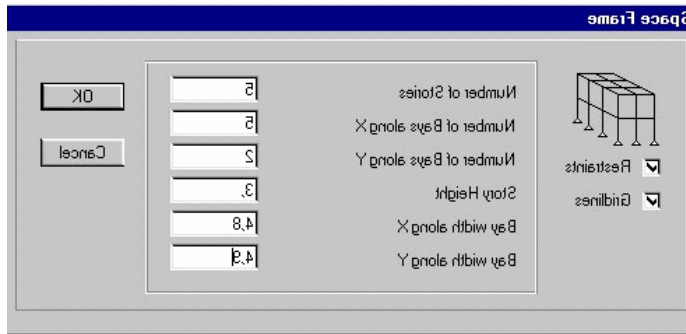 Space Frame
Restraints
Gridlines
Number of Stories 5
Number of Bays along X 5
Number of Bays along Y 2
Story Height 3,
Bay width along X 4,8
Bay width along Y 4,9
OK
Cancel